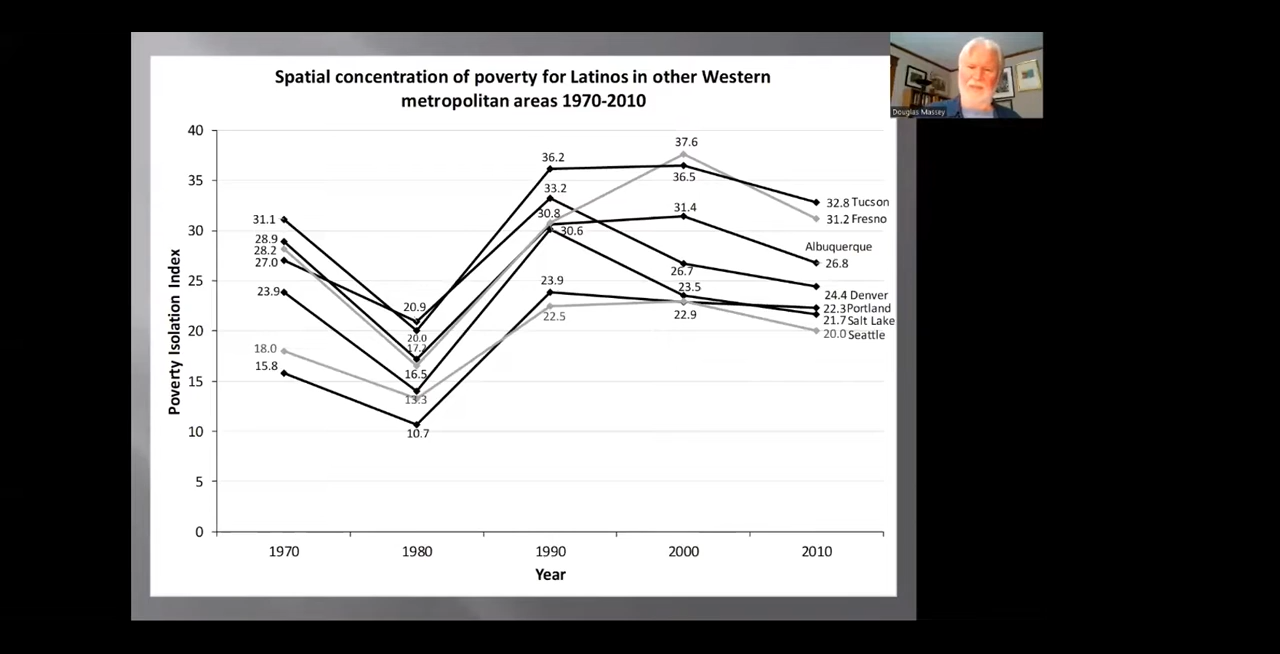 Spatial concentration of poverty for Latinos in other Western
metropolitan areas 1970-2010
Douglas Massey
Poverty Isolation Index
40
35
30
25
20
15
10
5
0
31.1
28.9
28.2
27.0
23.9
18.0
15.8
20.9
20.0
16.5
13.3
10.7
36.2
33.2
30.8
30.6
23.9
22.5
37.6
36.5
31.4
26.7
23.5
22.9
32.8 Tucson
31.2 Fresno
Albuquerque
26.8
24.4 Denver
22.3 Portland
21.7 Salt Lake
20.0 Seattle
1970 1980 1990 2000 2010
Year